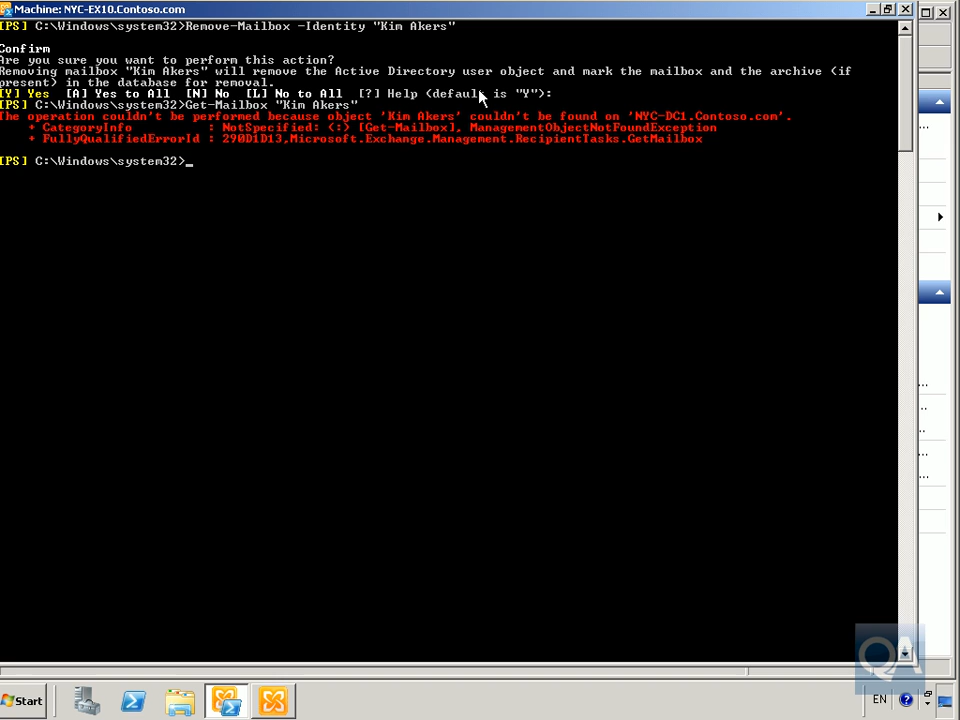 Machine: NYC-EX10.Contoso.com
[PS] C:\Windows\system32>Remove-Mailbox -Identity "Kim Akers"
Confirm
Are you sure you want to perform this action?
Removing mailbox "Kim Akers" will remove the Active Directory user object and mark the mailbox and the archive (if
present) in the database for removal.
[Y] Yes  [A] Yes to All  [N] No  [L] No to All  [?] Help (default is "Y"):
[PS] C:\Windows\system32>Get-Mailbox "Kim Akers"
The operation couldn't be performed because object 'Kim Akers' couldn't be found on 'NYC-DC1.Contoso.com'.
+ CategoryInfo : NotSpecified: (:) [Get-Mailbox], ManagementObjectNotFoundException
+ FullyQualifiedErrorId : 290D1D13,Microsoft.Exchange.Management.RecipientTasks.GetMailbox
[PS] C:\Windows\system32>_
QA
Start
EN